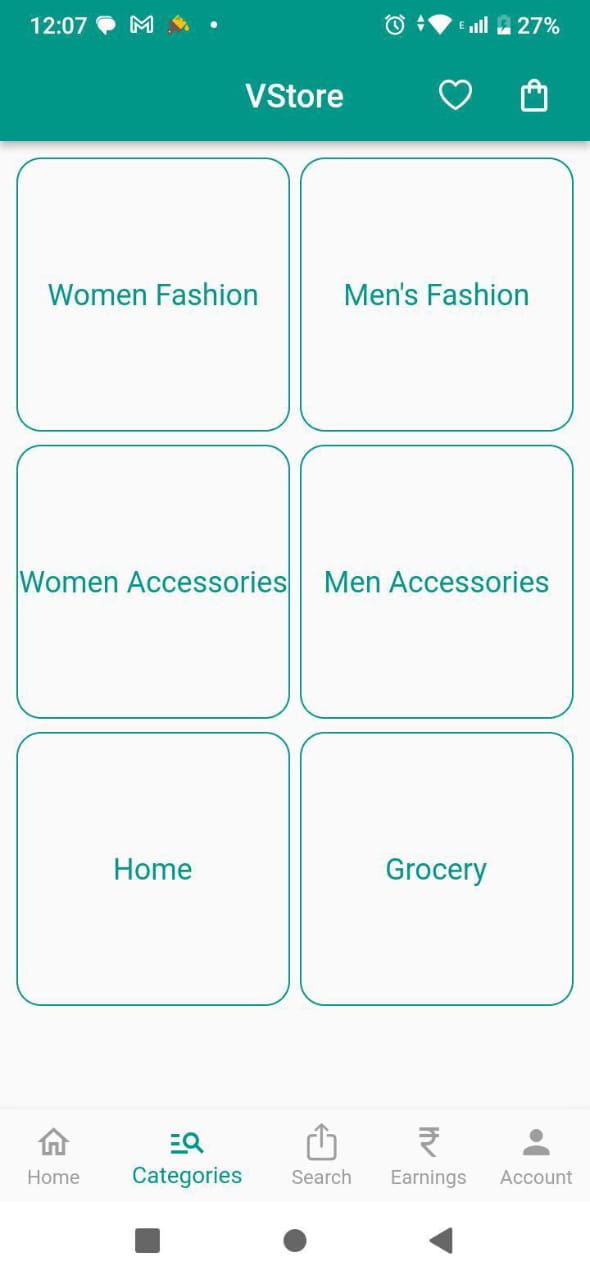 12:07 E 27%
VStore
Women Fashion Men's Fashion
Women Accessories Men Accessories
Home Grocery
Home Categories Search Earnings Account